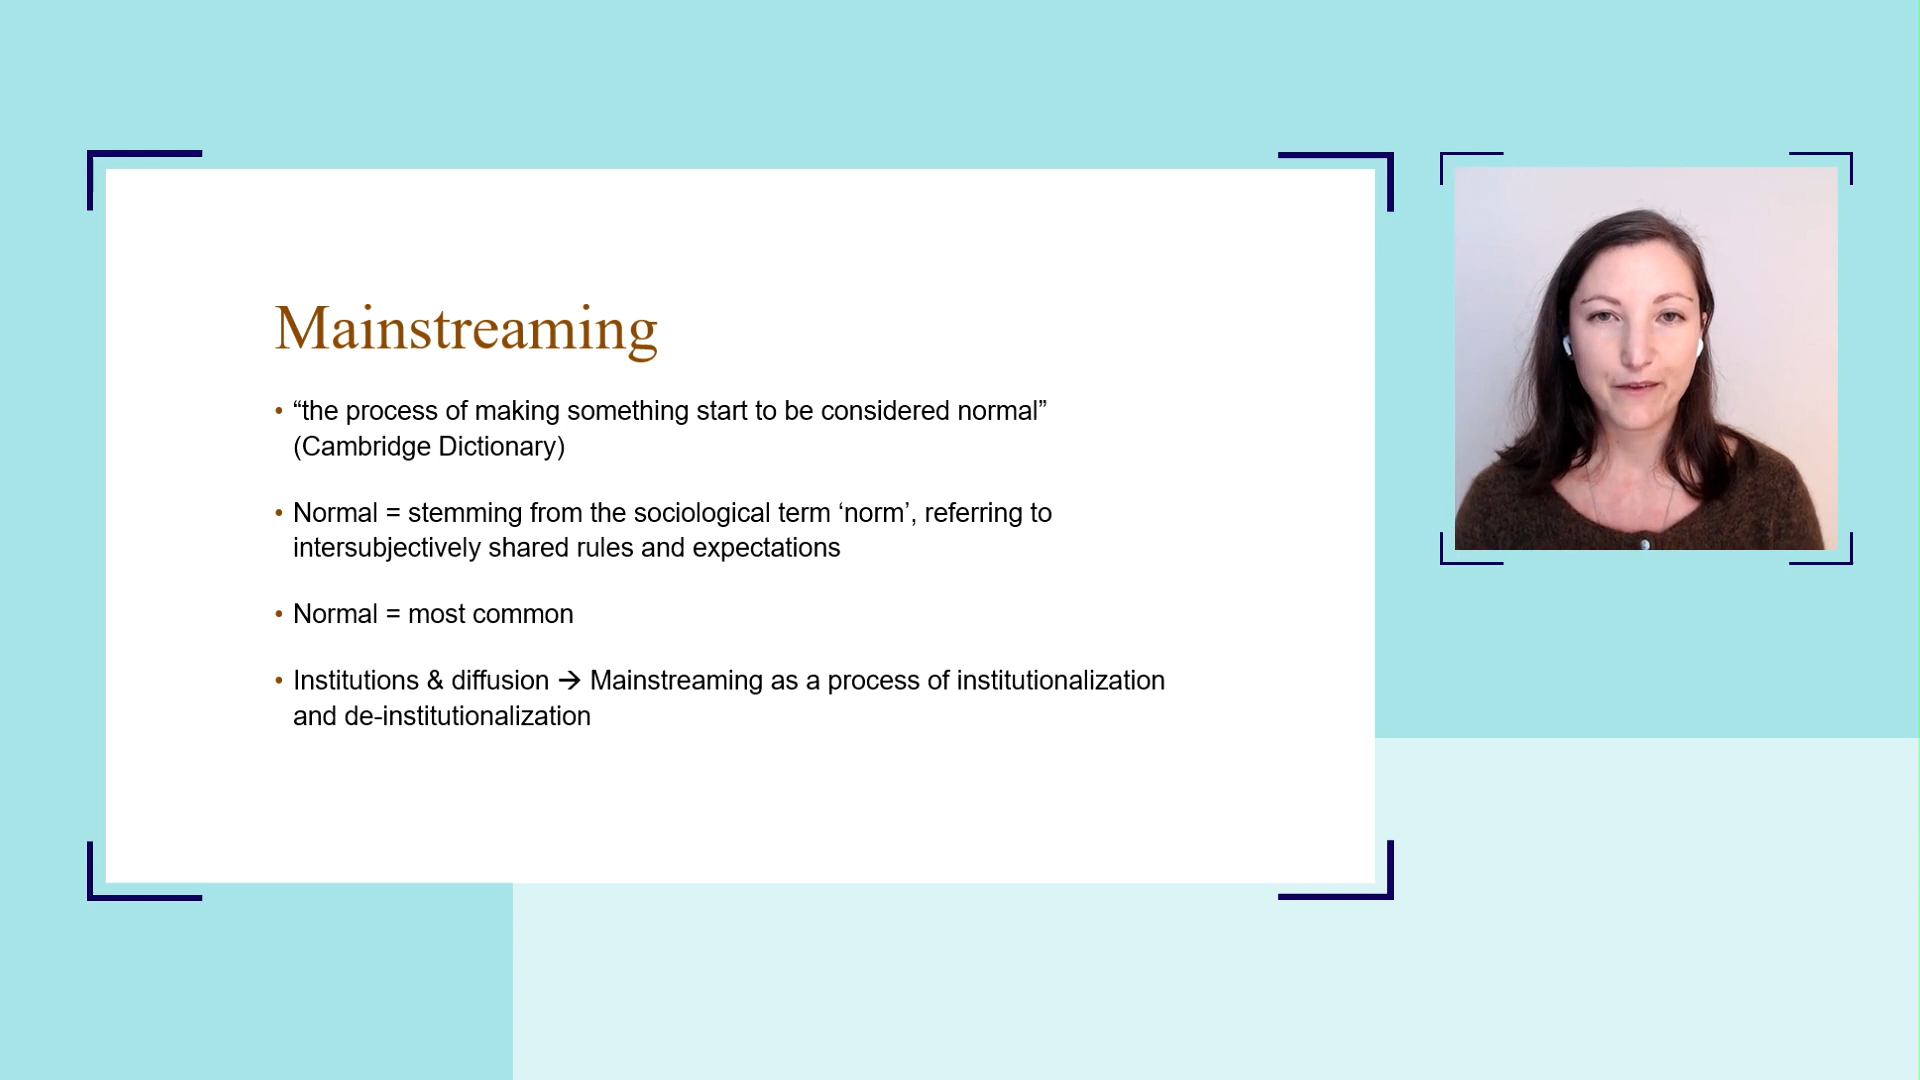 Mainstreaming
• “the process of making something start to be considered normal”
(Cambridge Dictionary)
• Normal = stemming from the sociological term ‘norm’, referring to
intersubjectively shared rules and expectations
• Normal = most common
• Institutions & diffusion → Mainstreaming as a process of institutionalization
and de-institutionalization